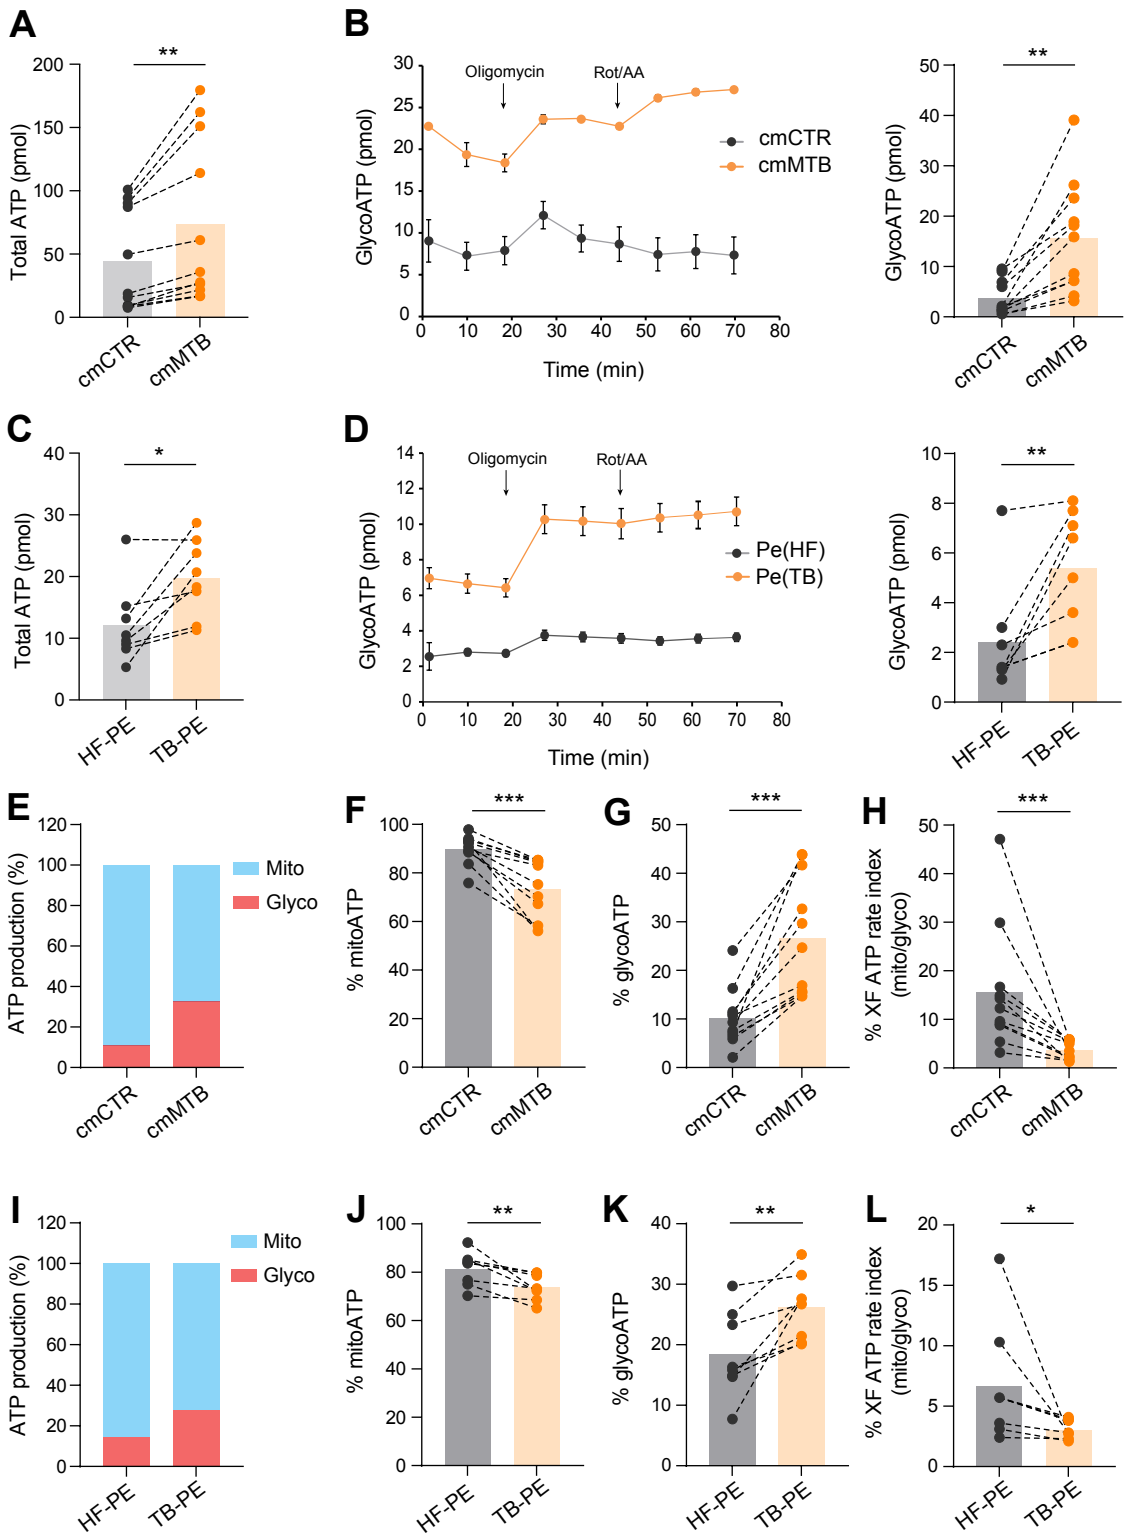 A
**
Total ATP (pmol)
200
150
100
50
0
cmCTR
cmMTB
B
GlycoATP (pmol)
30
25
20
15
10
5
0
Oligomycin
Rot/AA
cmCTR
cmMTB
0 10 20 30 40 50 60 70 80
Time (min)
**
GlycoATP (pmol)
50
40
30
20
10
0
cmCTR
cmMTB
C
*
Total ATP (pmol)
40
30
20
10
0
HF-PE
TB-PE
D
GlycoATP (pmol)
14
12
10
8
6
4
2
0
Oligomycin
Rot/AA
Pe(HF)
Pe(TB)
0 10 20 30 40 50 60 70 80
Time (min)
**
GlycoATP (pmol)
10
8
6
4
2
0
HF-PE
TB-PE
E
ATP production (%)
120
100
80
60
40
20
0
Mito
Glyco
cmCTR
cmMTB
F
***
% mitoATP
100
80
60
40
20
0
cmCTR
cmMTB
G
***
% glycoATP
50
40
30
20
10
0
cmCTR
cmMTB
H
***
% XF ATP rate index
(mito/glyco)
50
40
30
20
10
0
cmCTR
cmMTB
I
ATP production (%)
120
100
80
60
40
20
0
Mito
Glyco
HF-PE
TB-PE
J
**
% mitoATP
100
80
60
40
20
0
HF-PE
TB-PE
K
**
% glycoATP
40
30
20
10
0
HF-PE
TB-PE
L
*
% XF ATP rate index
(mito/glyco)
20
15
10
5
0
HF-PE
TB-PE